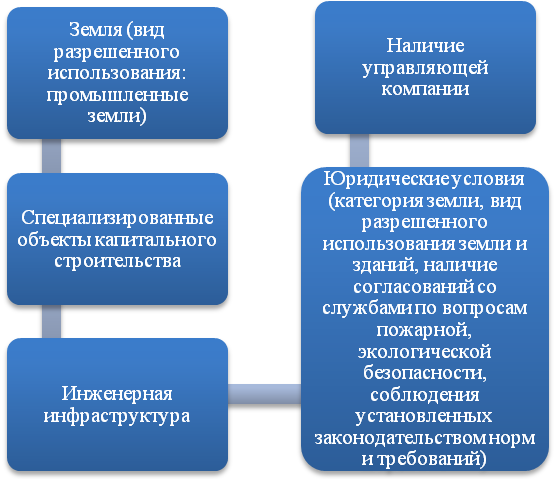 Земля (вид
разрешенного
использования:
промышленные
земли)
Специализированные
объекты капитального
строительства
Инженерная
инфраструктура
Юридические условия
(категория земли, вид
разрешенного
использования земли и
зданий, наличие
согласований со
службами по вопросам
пожарной,
экологической
безопасности,
соблюдения
установленных
законодательством норм
и требований)
Наличие
управляющей
компании